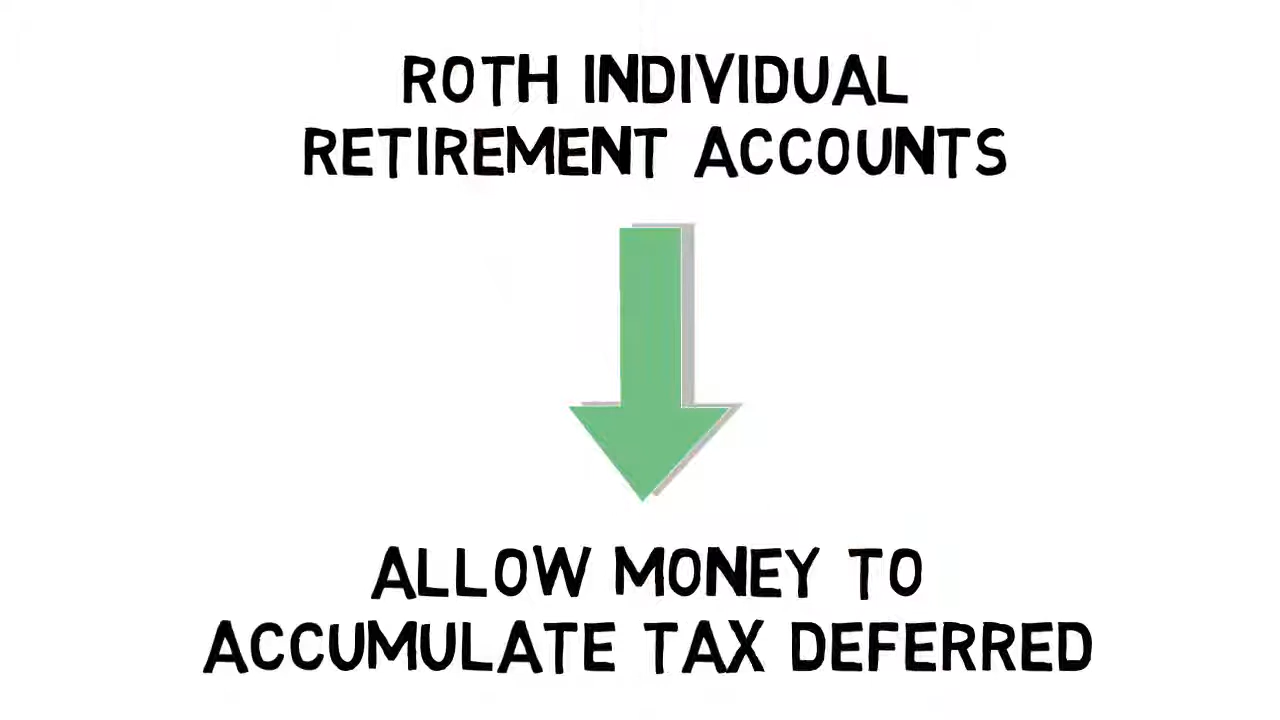 ROTH INDIVIDUAL
RETIREMENT ACCOUNTS
ALLOW MONEY TO
ACCUMULATE TAX DEFERRED